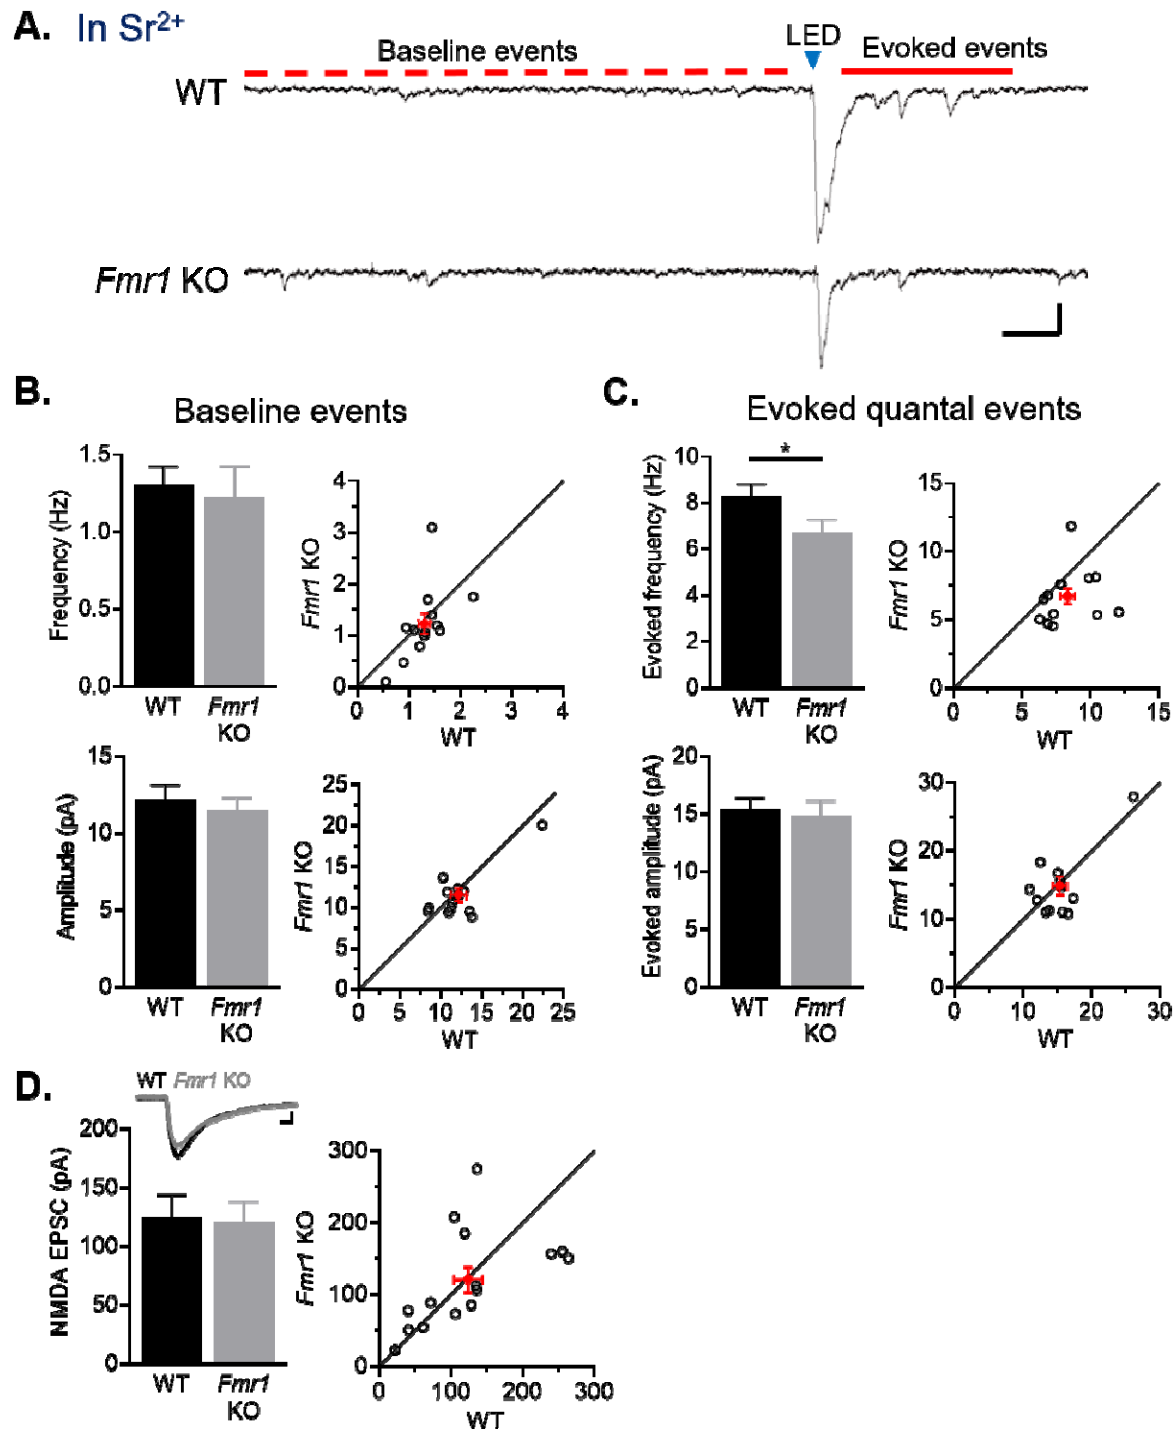 A. In Sr2+
Baseline events
LED
Evoked events
WT
Fmr1 KO
B.
Baseline events
Frequency (Hz)
1.5
1.0
0.5
0.0
WT
Fmr1
KO
Fmr1 KO
4
3
2
1
0
0 1 2 3 4
WT
Amplitude (pA)
15
10
5
0
WT
Fmr1
KO
Fmr1 KO
25
20
15
10
5
0
0 5 10 15 20 25
WT
C.
Evoked quantal events
Evoked frequency (Hz)
10
8
6
4
2
0
*
WT
Fmr1
KO
Fmr1 KO
15
10
5
0
0 5 10 15
WT
Evoked amplitude (pA)
20
15
10
5
0
WT
Fmr1
KO
Fmr1 KO
30
20
10
0
0 10 20 30
WT
D.
WT Fmr1 KO
NMDA EPSC (pA)
200
150
100
50
0
WT
Fmr1
KO
Fmr1 KO
300
200
100
0
0 100 200 300
WT